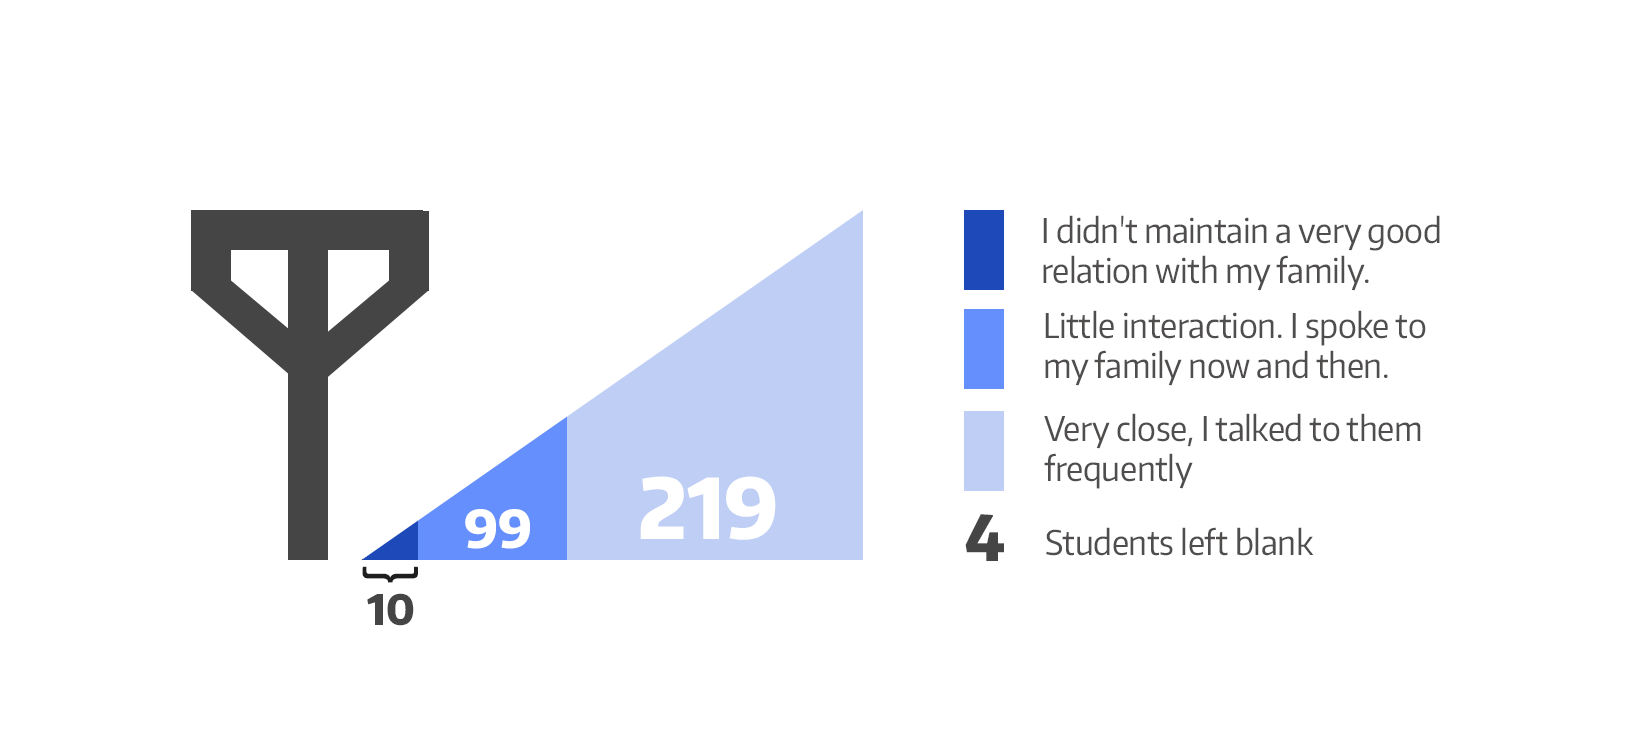 99
219
10
I didn't maintain a very good
relation with my family.
Little interaction. I spoke to
my family now and then.
Very close, I talked to them
frequently
4 Students left blank